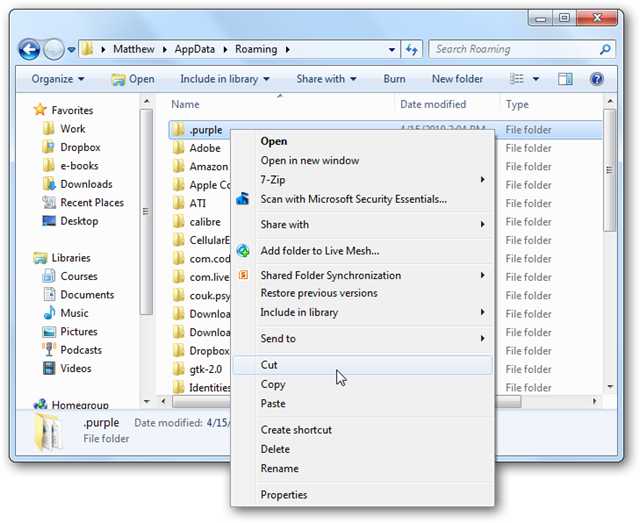 Matthew ▸ AppData ▸ Roaming ▸
Search Roaming
Organize Open Include in library Share with Burn New folder
Name Date modified Type
Favorites
Work
Dropbox
e-books
Downloads
Recent Places
Desktop
Libraries
Courses
Documents
Music
Pictures
Podcasts
Videos
Homegroup
.purple 4/15/2010 2:04 PM File folder
Adobe File folder
Amazon File folder
Apple Co File folder
ATI File folder
calibre File folder
CellularE File folder
com.cod File folder
com.live File folder
couk.psy File folder
Downloa File folder
Downloa File folder
Dropbox File folder
gtk-2.0 File folder
Identities File folder
Open
Open in new window
7-Zip
Scan with Microsoft Security Essentials...
Share with
Add folder to Live Mesh...
Shared Folder Synchronization
Restore previous versions
Include in library
Send to
Cut
Copy
Paste
Create shortcut
Delete
Rename
Properties
.purple Date modified: 4/15/
File folder